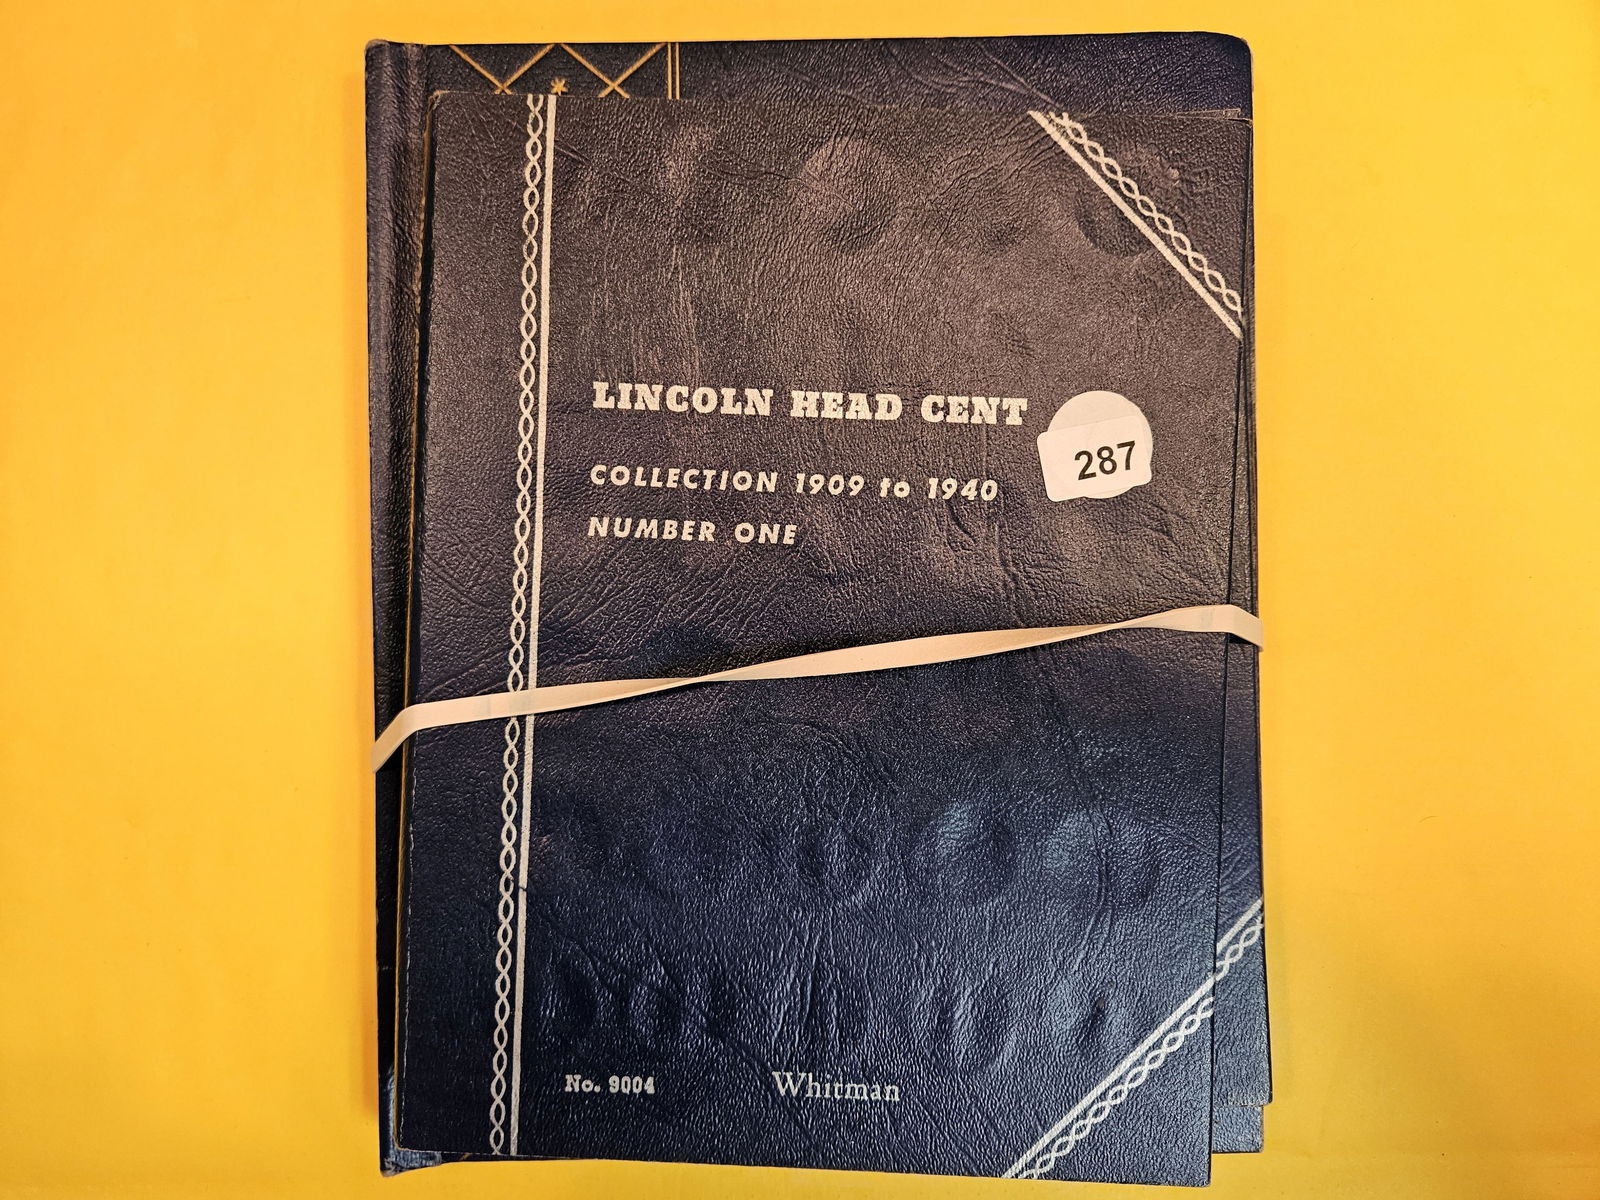 LINCOLN HEAD CENT
287
COLLECTION 1909 to 1940
NUMBER ONE
No. 9004
Whitman